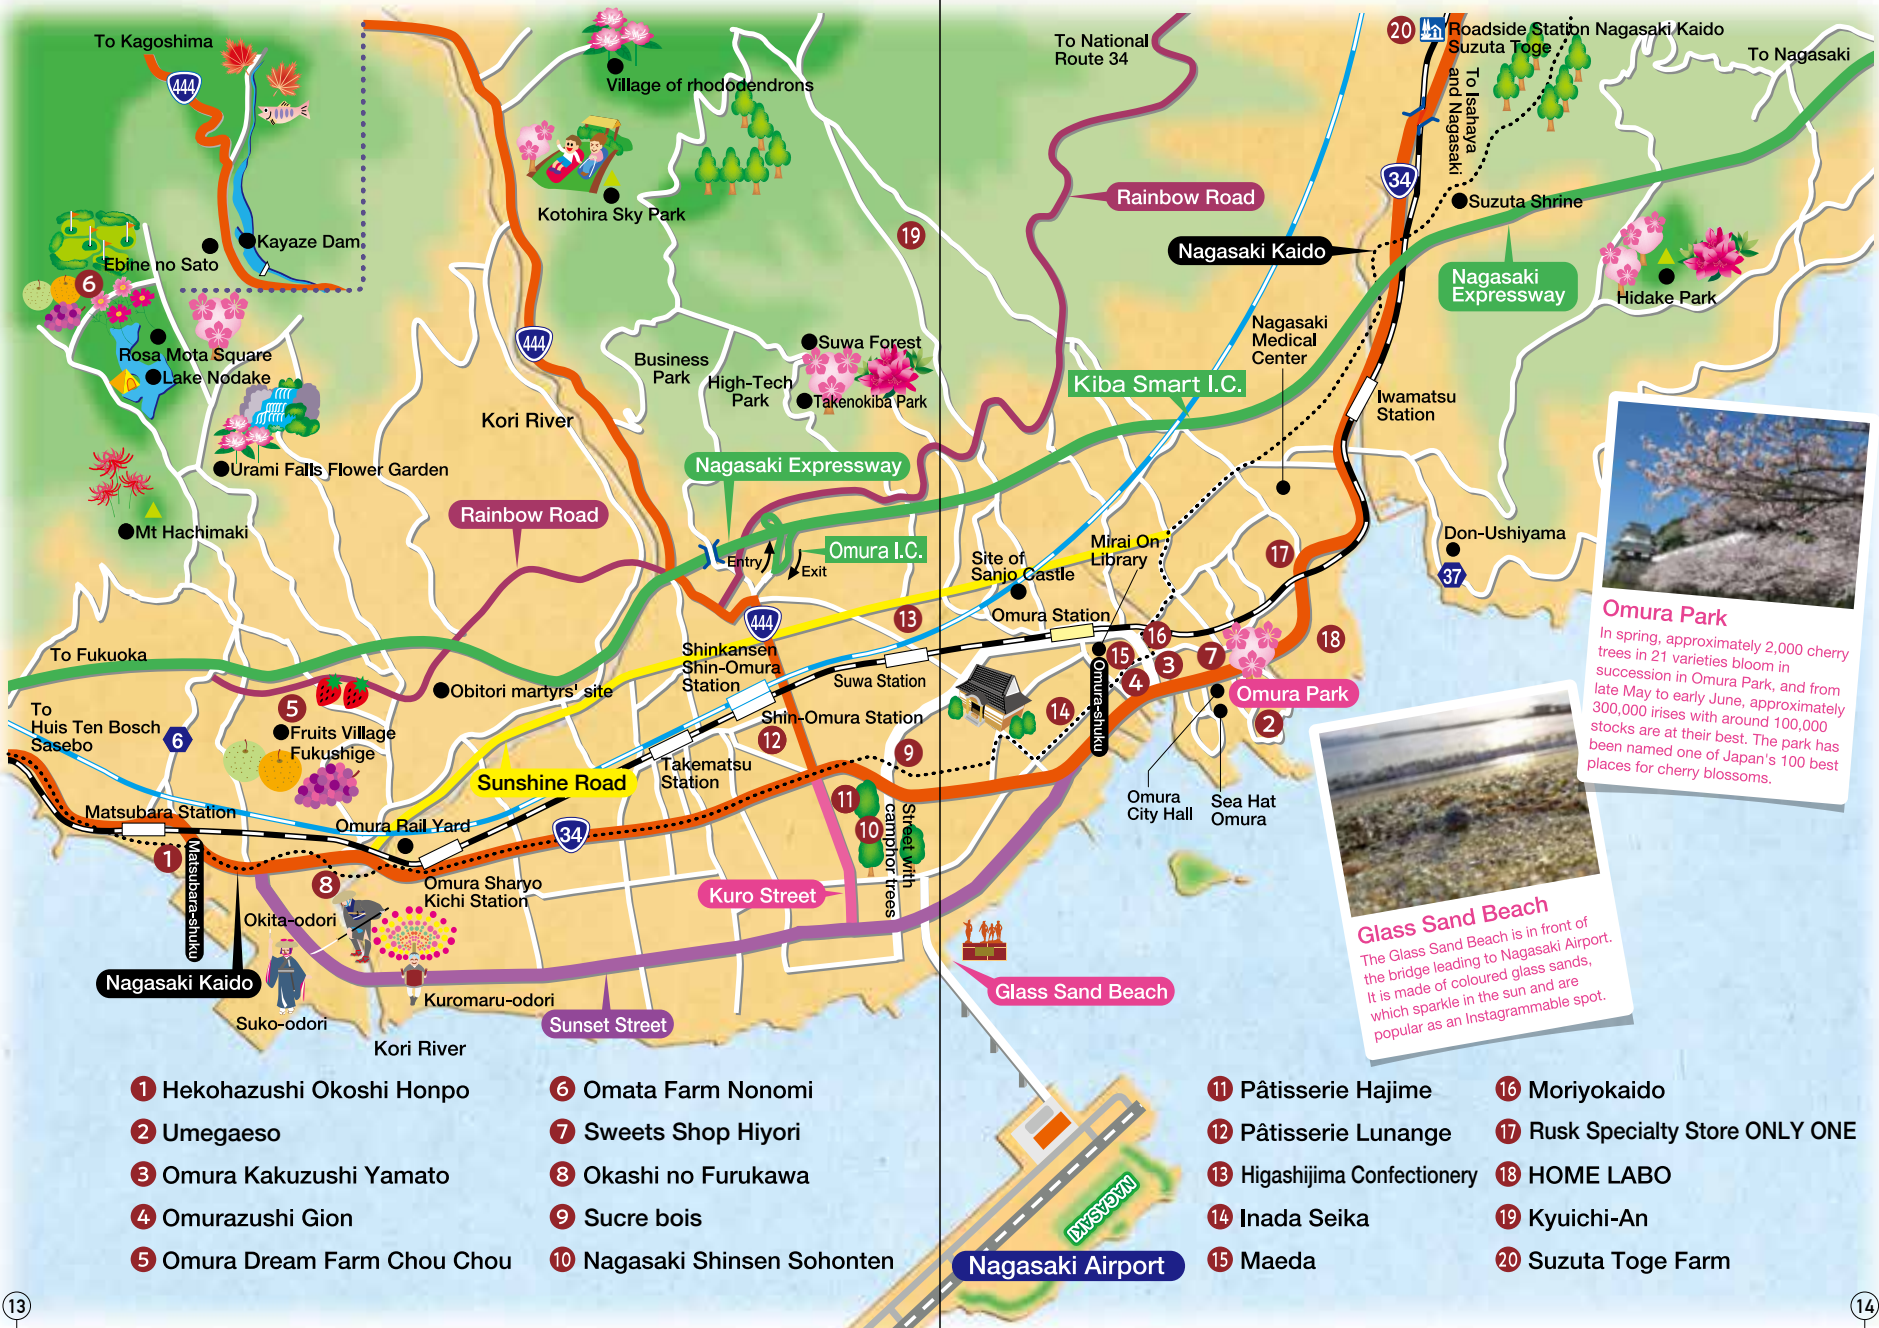 To Kagoshima
444
Ebine no Sato
Kayaze Dam
6
Rosa Mota Square
Lake Nodake
Urami Falls Flower Garden
Mt Hachimaki
Village of rhododendrons
Kotohira Sky Park
444
Kori River
Business
Park
High-Tech
Park
Suwa Forest
Takenokiba Park
19
To National
Route 34
Rainbow Road
Nagasaki Kaido
20
Roadside Station Nagasaki Kaido
Suzuta Toge
To Isahaya
and Nagasaki
34
To Nagasaki
Suzuta Shrine
Nagasaki
Expressway
Hidake Park
Nagasaki
Medical
Center
Kiba Smart I.C.
Iwamatsu
Station
Nagasaki Expressway
Rainbow Road
Entry
Exit
Omura I.C.
Site of
Sanjo Castle
Mirai On
Library
17
Don-Ushiyama
37
Omura Park
In spring, approximately 2,000 cherry
trees in 21 varieties bloom in
succession in Omura Park, and from
late May to early June, approximately
300,000 irises with around 100,000
stocks are at their best. The park has
been named one of Japan's 100 best
places for cherry blossoms.
To Fukuoka
444
13
Omura Station
16
18
Shinkansen
Shin-Omura
Station
Suwa Station
15
3
7
4
Omura Park
Obitori martyrs' site
To
Huis Ten Bosch
Sasebo
6
5
Fruits Village
Fukushige
Shin-Omura Station
12
14
Omura-shuku
2
9
Sunshine Road
Takematsu
Station
Omura
City Hall
Sea Hat
Omura
Matsubara Station
Omura Rail Yard
34
11
10
Street with
camphor trees
1
Matsubara-shuku
8
Omura Sharyo
Kichi Station
Kuro Street
Okita-odori
Nagasaki Kaido
Suko-odori
Kuromaru-odori
Kori River
Sunset Street
Glass Sand Beach
Glass Sand Beach
The Glass Sand Beach is in front of
the bridge leading to Nagasaki Airport.
It is made of coloured glass sands,
which sparkle in the sun and are
popular as an Instagrammable spot.
1 Hekohazushi Okoshi Honpo
2 Umegaeso
3 Omura Kakuzushi Yamato
4 Omurazushi Gion
5 Omura Dream Farm Chou Chou
6 Omata Farm Nonomi
7 Sweets Shop Hiyori
8 Okashi no Furukawa
9 Sucre bois
10 Nagasaki Shinsen Sohonten
NAGASAKI
Nagasaki Airport
11 Pâtisserie Hajime
12 Pâtisserie Lunange
13 Higashijima Confectionery
14 Inada Seika
15 Maeda
16 Moriyokaido
17 Rusk Specialty Store ONLY ONE
18 HOME LABO
19 Kyuichi-An
20 Suzuta Toge Farm
13
14